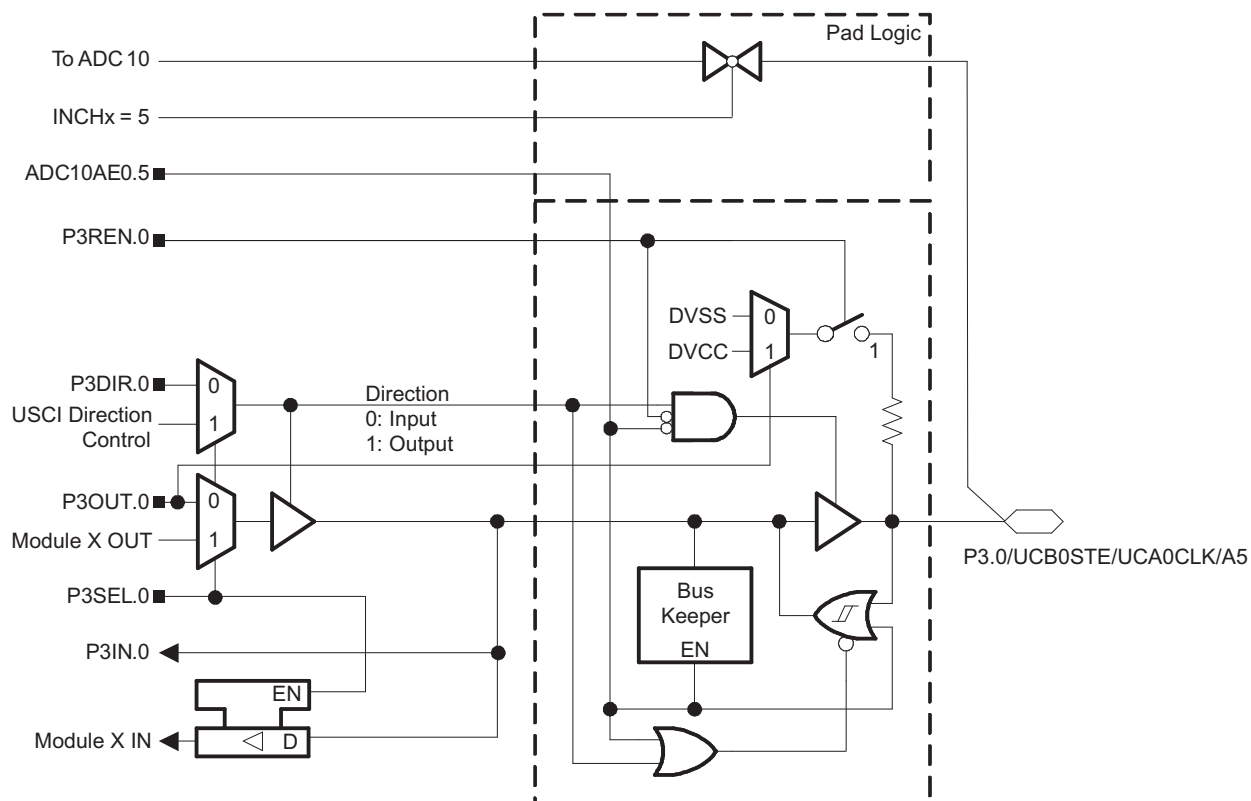 Pad Logic
To ADC 10
INCHx = 5
ADC10AE0.5
P3REN.0
DVSS
0
DVCC
1
1
P3DIR.0
0
USCI Direction
Control
1
Direction
0: Input
1: Output
P3OUT.0
0
Module X OUT
1
P3.0/UCB0STE/UCA0CLK/A5
P3SEL.0
Bus
Keeper
EN
P3IN.0
EN
Module X IN
D